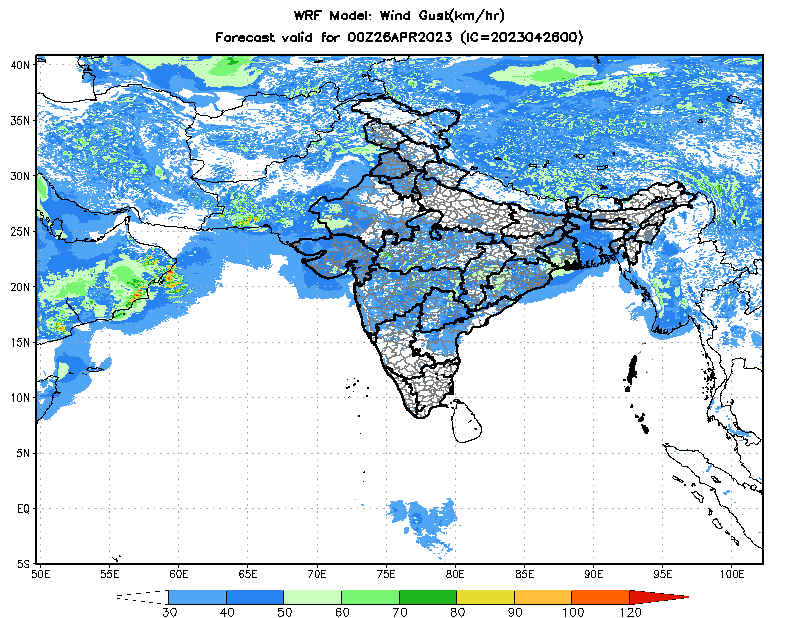 WRF Model: Wind Gust(km/hr)
Forecast valid for 00Z26APR2023 (IC=2023042600)
40N
35N
30N
25N
20N
15N
10N
5N
EQ
5S
50E 55E 60E 65E 70E 75E 80E 85E 90E 95E 100E
30 40 50 60 70 80 90 100 120